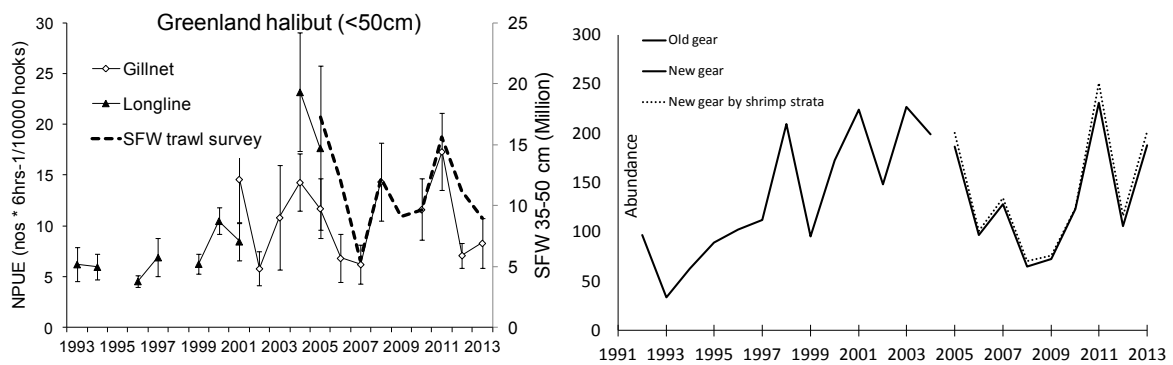 Greenland halibut (<50cm)
NPUE (nos * 6hrs-1/10000 hooks)
30
25
20
15
10
5
0
Gillnet
Longline
SFW trawl survey
25
20
15
10
5
0
SFW 35-50 cm (Million)
1993 1995 1997 1999 2001 2003 2005 2007 2009 2011 2013
Abundance
300
250
200
150
100
50
0
Old gear
New gear
New gear by shrimp strata
1991 1993 1995 1997 1999 2001 2003 2005 2007 2009 2011 2013